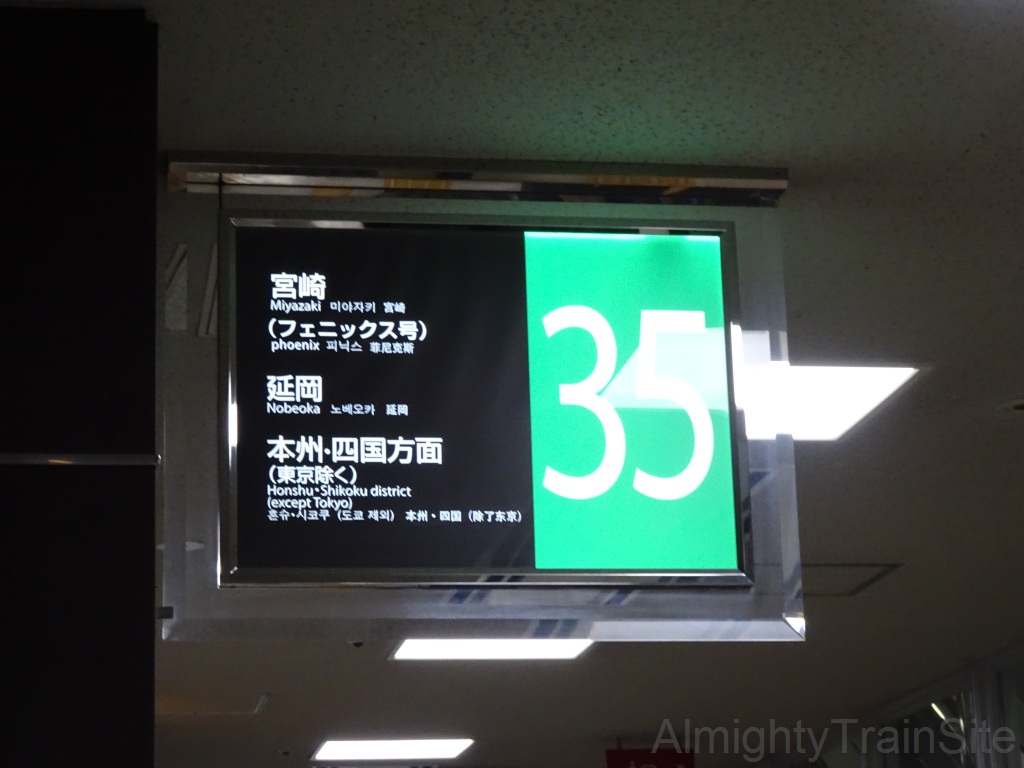 宮崎
Miyazaki 미야자키 宮崎
(フェニックス号)
phoenix 피닉스 菲尼克斯
延岡
Nobeoka 노베오카 延岡
本州・四国方面
(東京除く)
Honshu・Shikoku district
(except Tokyo)
혼슈・시코쿠 (도쿄 제외) 本州・四国 (除了东京)
35
AlmightyTrainSite